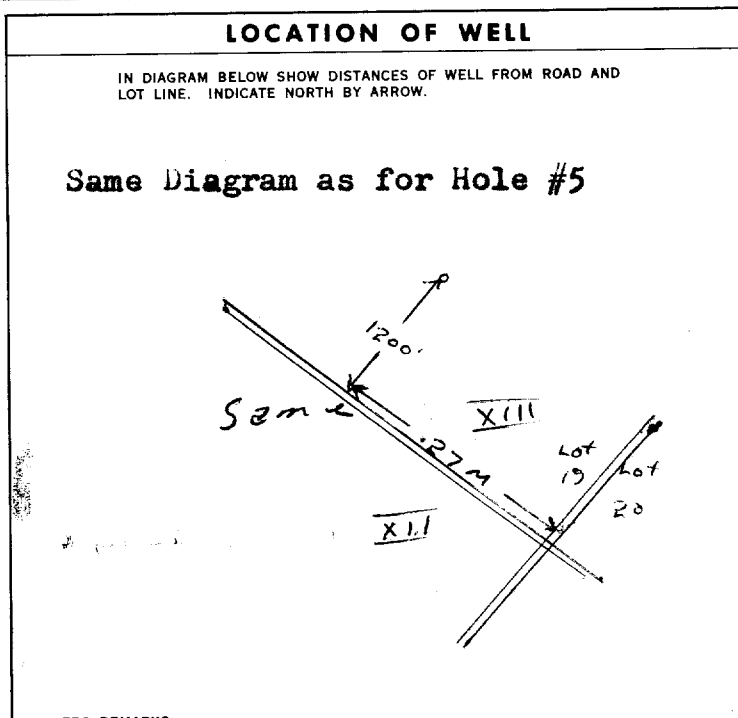 LOCATION OF WELL
IN DIAGRAM BELOW SHOW DISTANCES OF WELL FROM ROAD AND
LOT LINE. INDICATE NORTH BY ARROW.
Same Diagram as for Hole #5
1200'
Same
XIII
.27 M
Lot
19
Lot
20
XII